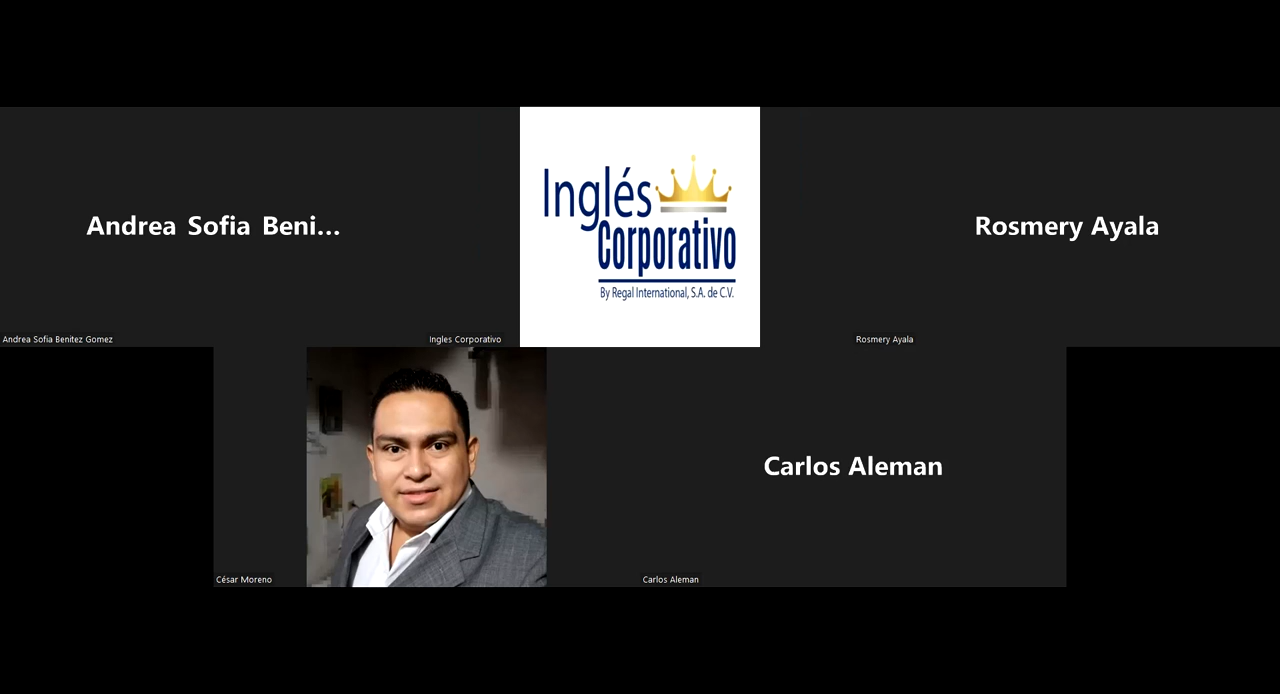 Andrea Sofia Beni...
Inglés
Corporativo
By Regal International, S.A. de C.V.
Rosmery Ayala
Andrea Sofia Benitez Gomez
Ingles Corporativo
Rosmery Ayala
Carlos Aleman
César Moreno
Carlos Aleman